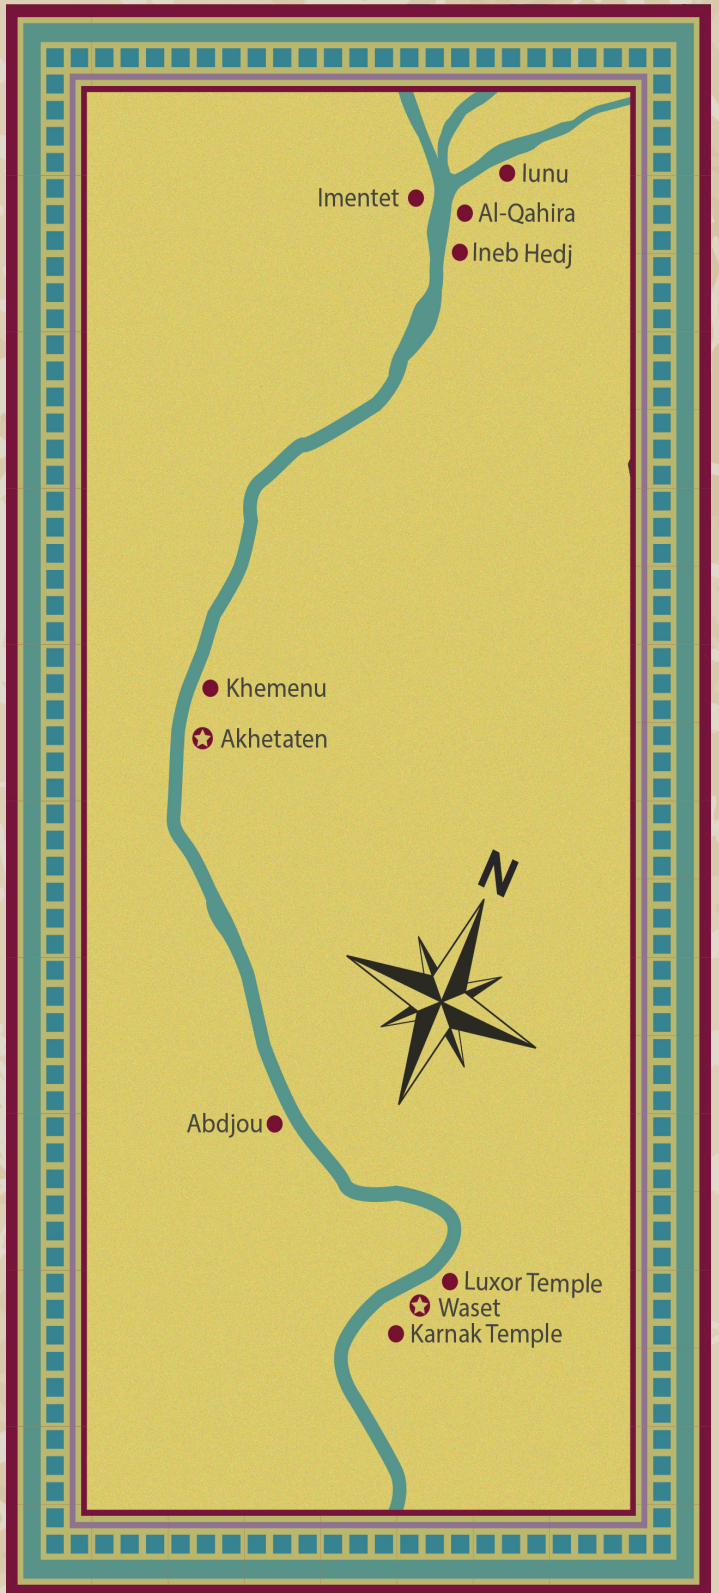 Iunu
Imentet
Al-Qahira
Ineb Hedj
Khemenu
Akhetaten
N
Abdjou
Luxor Temple
Waset
Karnak Temple